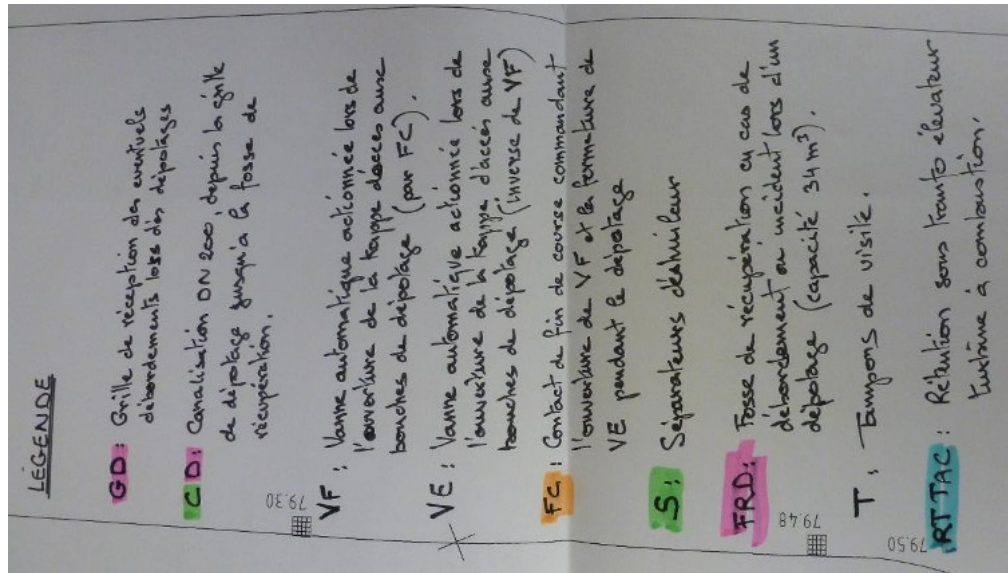 LÉGENDE
GD: Grille de réception des eventuels
débordements lors des dépotages
CD: Canalisation DN 200, depuis la grille
de dépotage jusqu'à la fosse de
récupération.
79.30
VF: Vanne automatique actionnée lors de
l'ouverture de la trappe d'accès aux
bouches de dépotage (par FC).
VE: Vanne automatique actionnée lors de
l'ouverture de la trappe d'accès aux
bouches de dépotage (inverse de VF)
FC: Contact de fin de course commandant
l'ouverture de VF et la fermeture de
VE pendant le dépotage
S: Séparateurs déshuileur
FRD: Fosse de récupération en cas de
débordement ou incident lors d'un
dépotage (capacité 34m³).
79.48
T: Tampons de visite.
79.50
RTTAC: Rétention sous transfo élévateur
turbine à combustion.